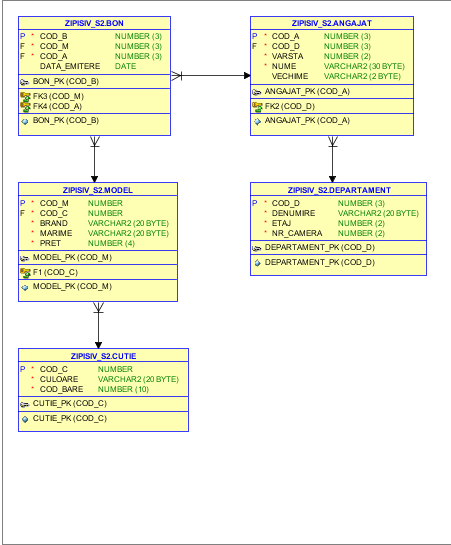 ZIPISIV_S2.BON
P * COD_B NUMBER (3)
F * COD_M NUMBER (3)
F * COD_A NUMBER (3)
DATA_EMITERE DATE
BON_PK (COD_B)
FK3 (COD_M)
FK4 (COD_A)
BON_PK (COD_B)
ZIPISIV_S2.ANGAJAT
P * COD_A NUMBER (3)
F * COD_D NUMBER (3)
* VARSTA NUMBER (2)
* NUME VARCHAR2 (30 BYTE)
VECHIME VARCHAR2 (2 BYTE)
ANGAJAT_PK (COD_A)
FK2 (COD_D)
ANGAJAT_PK (COD_A)
ZIPISIV_S2.MODEL
P * COD_M NUMBER
F * COD_C NUMBER
* BRAND VARCHAR2 (20 BYTE)
* MARIME VARCHAR2 (20 BYTE)
* PRET NUMBER (4)
MODEL_PK (COD_M)
F1 (COD_C)
MODEL_PK (COD_M)
ZIPISIV_S2.DEPARTAMENT
P * COD_D NUMBER (3)
* DENUMIRE VARCHAR2 (20 BYTE)
* ETAJ NUMBER (2)
* NR_CAMERA NUMBER (2)
DEPARTAMENT_PK (COD_D)
DEPARTAMENT_PK (COD_D)
ZIPISIV_S2.CUTIE
P * COD_C NUMBER
* CULOARE VARCHAR2 (20 BYTE)
* COD_BARE NUMBER (10)
CUTIE_PK (COD_C)
CUTIE_PK (COD_C)